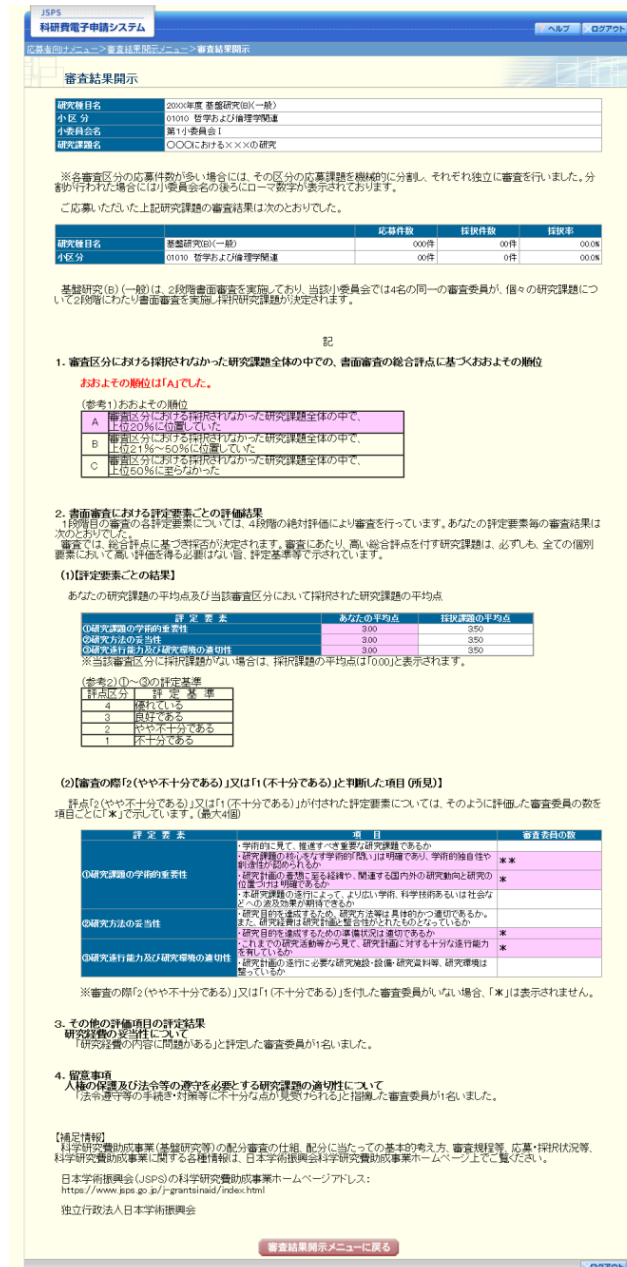 JSPS
科研費電子申請システム
ヘルプ ログアウト
応募者向けメニュー>審査結果開示メニュー>審査結果開示
審査結果開示
研究種目名 20XX年度 基盤研究(B)(一般)
小区分 01010 哲学および倫理学関連
小委員会名 第1小委員会Ⅰ
研究課題名 〇〇〇における×××の研究
※各審査区分の応募件数が多い場合には、その区分の応募課題を機械的に分割し、それぞれ独立に審査を行いました。分
割が行われた場合には小委員会名の後ろにローマ数字が表示されております。
ご応募いただいた上記研究課題の審査結果は次のとおりでした。
応募件数 採択件数 採択率
研究種目名 基盤研究(B)(一般) 000件 00件 00.0%
小区分 01010 哲学および倫理学関連 00件 0件 00.0%
基盤研究(B)(一般)は、2段階書面審査を実施しており、当該小委員会では4名の同一の審査委員が、個々の研究課題につ
いて2段階にわたり書面審査を実施し採択研究課題が決定されます。
記
1. 審査区分における採択されなかった研究課題全体の中での、書面審査の総合評点に基づくおおよその順位
おおよその順位は「A」でした。
(参考1)おおよその順位
A 審査区分における採択されなかった研究課題全体の中で、
上位20%に位置していた
B 審査区分における採択されなかった研究課題全体の中で、
上位21%~50%に位置していた
C 審査区分における採択されなかった研究課題全体の中で、
上位50%に至らなかった
2. 書面審査における評定要素ごとの評価結果
1段階目の審査の各評定要素については、4段階の絶対評価により審査を行っています。あなたの評定要素毎の審査結果は
次のとおりでした。
審査では、総合評点に基づき採否が決定されます。審査にあたり、高い総合評点を付す研究課題は、必ずしも、全ての個別
要素において高い評価を得る必要はない旨、評定基準等で示されています。
(1)【評定要素ごとの結果】
あなたの研究課題の平均点及び当該審査区分において採択された研究課題の平均点
評 定 要 素 あなたの平均点 採択課題の平均点
①研究課題の学術的重要性 3.00 3.50
②研究方法の妥当性 3.00 3.50
③研究遂行能力及び研究環境の適切性 3.00 3.50
※当該審査区分に採択課題がない場合は、採択課題の平均点は「0.00」と表示されます。
(参考2)①~③の評定基準
評点区分 評 定 基 準
4 優れている
3 良好である
2 やや不十分である
1 不十分である
(2)【審査の際「2(やや不十分である)」又は「1(不十分である)」と判断した項目(所見)】
評点「2(やや不十分である)」又は「1(不十分である)」が付された評定要素については、そのように評価した審査委員の数を
項目ごとに「*」で示しています。(最大4個)
評 定 要 素 項 目 審査委員の数
①研究課題の学術的重要性
・学術的に見て、推進すべき重要な研究課題であるか
・研究課題の核心をなす学術的「問い」は明確であり、学術的独自性や
創造性が認められるか **
・研究計画の着想に至る経緯や、関連する国内外の研究動向と研究の
位置づけは明確であるか *
・本研究課題の遂行によって、より広い学術、科学技術あるいは社会な
どへの波及効果が期待できるか
②研究方法の妥当性
・研究目的を達成するため、研究方法等は具体的かつ適切であるか。
また、研究経費は研究計画と整合性がとれたものとなっているか
・研究目的を達成するための準備状況は適切であるか *
③研究遂行能力及び研究環境の適切性
・これまでの研究活動等から見て、研究計画に対する十分な遂行能力
を有しているか *
・研究計画の遂行に必要な研究施設・設備・研究資料等、研究環境は
整っているか
※審査の際「2(やや不十分である)」又は「1(不十分である)」を付した審査委員がいない場合、「*」は表示されません。
3. その他の評価項目の評定結果
研究経費の妥当性について
「研究経費の内容に問題がある」と評定した審査委員が1名いました。
4. 留意事項
人権の保護及び法令等の遵守を必要とする研究課題の適切性について
「法令遵守等の手続き・対策等に不十分な点が見受けられる」と指摘した審査委員が1名いました。
【補足情報】
科学研究費助成事業(基盤研究等)の配分審査の仕組、配分に当たっての基本的考え方、審査規程等、応募・採択状況等、
科学研究費助成事業に関する各種情報は、日本学術振興会科学研究費助成事業ホームページ上でご覧ください。
日本学術振興会(JSPS)の科学研究費助成事業ホームページアドレス:
https://www.jsps.go.jp/j-grantsinaid/index.html
独立行政法人日本学術振興会
審査結果開示メニューに戻る
ログアウト